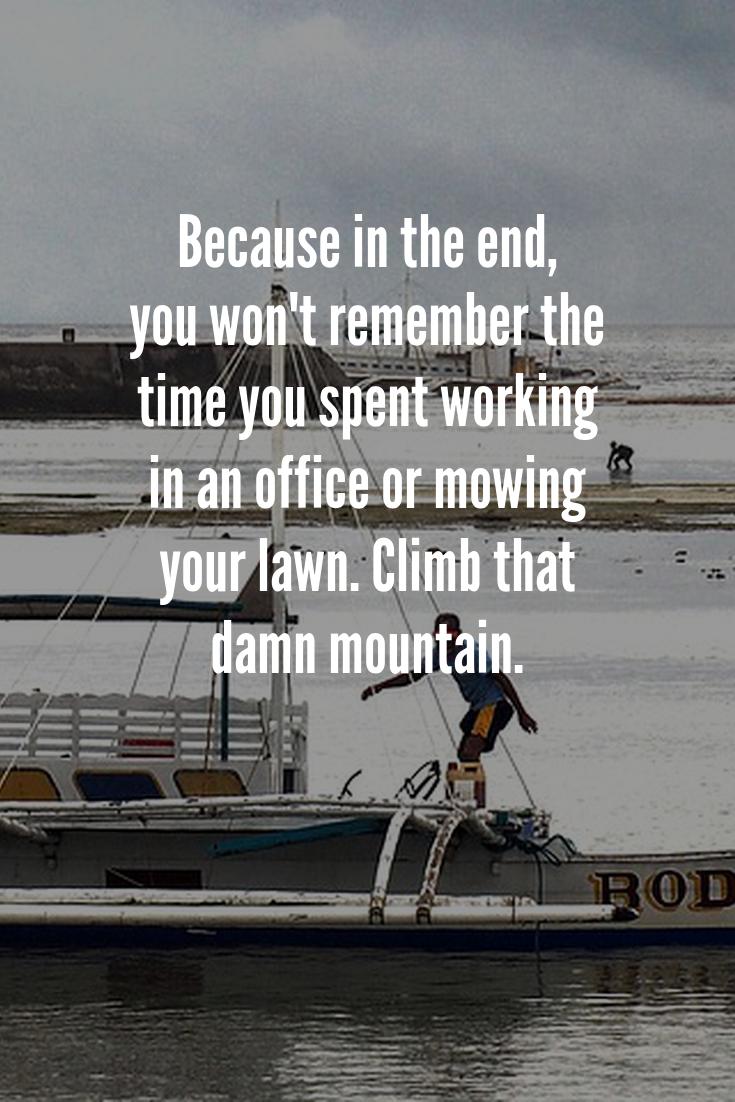 Because in the end,
you won't remember the
time you spent working
in an office or mowing
your lawn. Climb that
damn mountain.
BOD